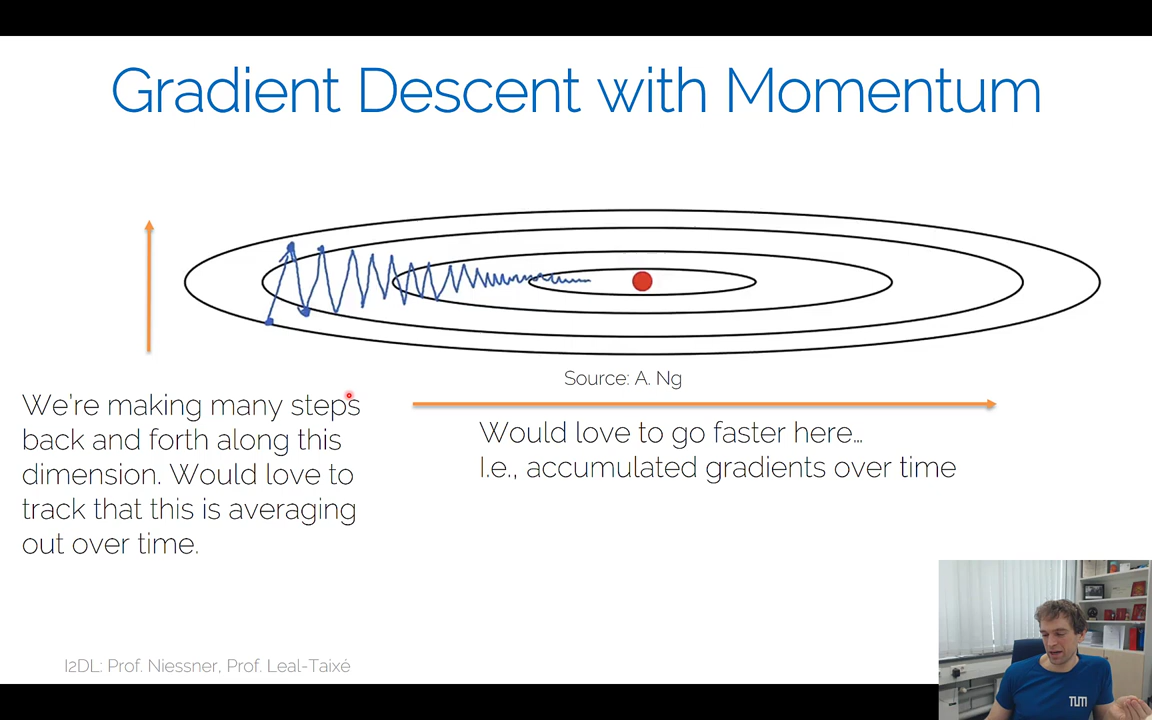 Gradient Descent with Momentum
Source: A. Ng
We're making many steps
back and forth along this
dimension. Would love to
track that this is averaging
out over time.
Would love to go faster here...
I.e., accumulated gradients over time
I2DL: Prof. Niessner, Prof. Leal-Taixé
TUM